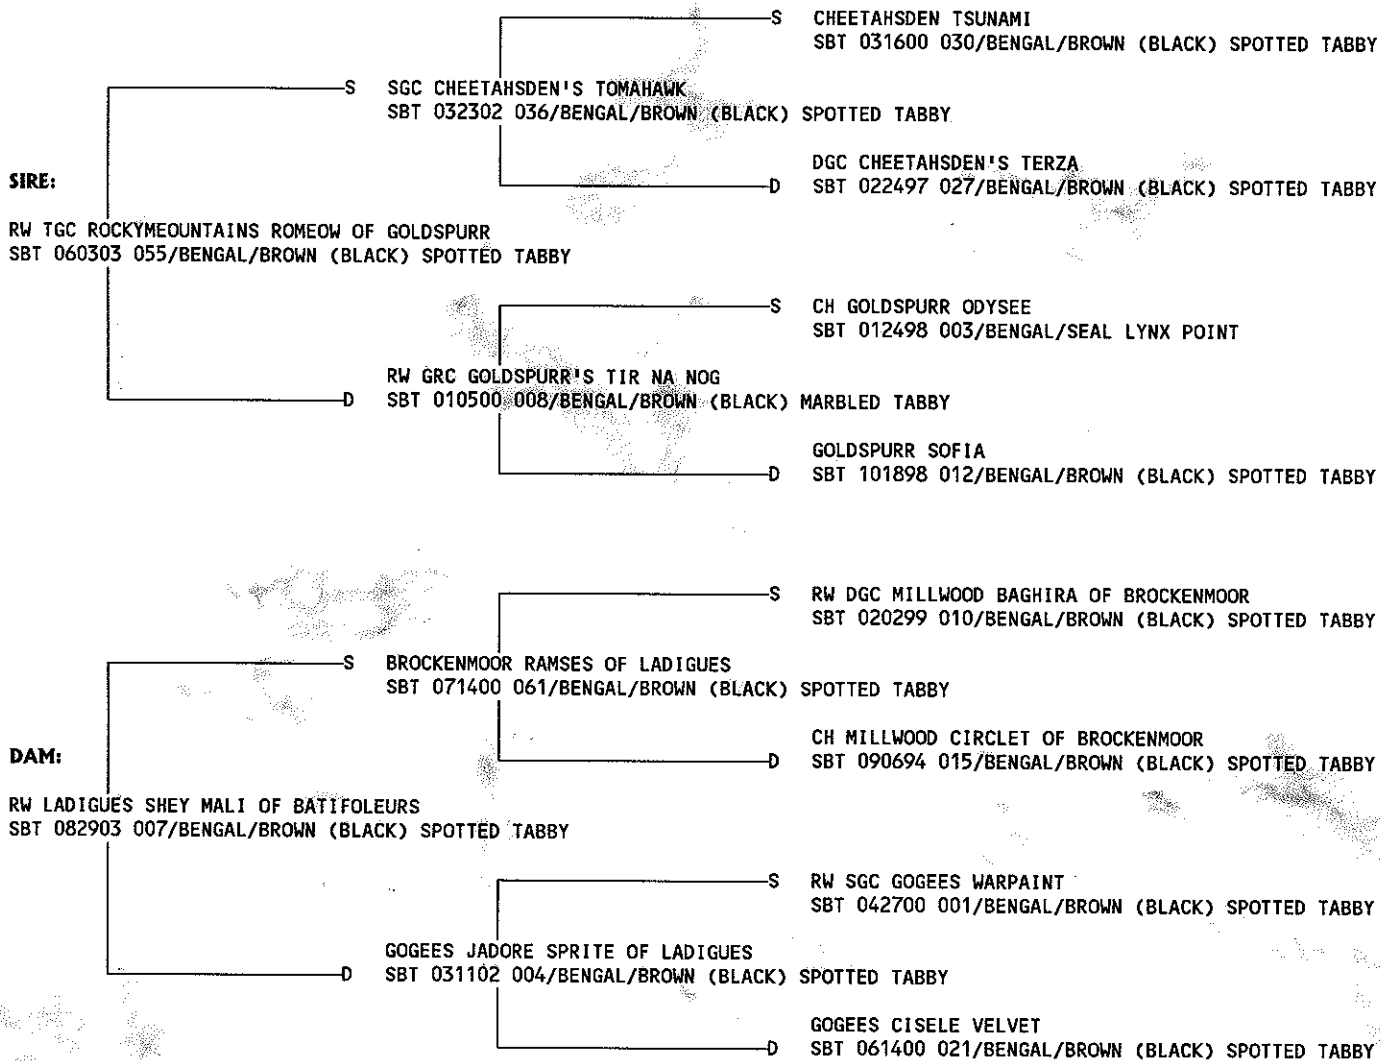 S CHEETAHSDEN TSUNAMI
SBT 031600 030/BENGAL/BROWN (BLACK) SPOTTED TABBY
S SGC CHEETAHSDEN'S TOMAHAWK
SBT 032302 036/BENGAL/BROWN (BLACK) SPOTTED TABBY
DGC CHEETAHSDEN'S TERZA
D SBT 022497 027/BENGAL/BROWN (BLACK) SPOTTED TABBY
SIRE:
RW TGC ROCKYMEOUNTAINS ROMEOW OF GOLDSPURR
SBT 060303 055/BENGAL/BROWN (BLACK) SPOTTED TABBY
S CH GOLDSPURR ODYSEE
SBT 012498 003/BENGAL/SEAL LYNX POINT
RW GRC GOLDSPURR'S TIR NA NOG
D SBT 010500 008/BENGAL/BROWN (BLACK) MARBLED TABBY
GOLDSPURR SOFIA
D SBT 101898 012/BENGAL/BROWN (BLACK) SPOTTED TABBY
S RW DGC MILLWOOD BAGHIRA OF BROCKENMOOR
SBT 020299 010/BENGAL/BROWN (BLACK) SPOTTED TABBY
S BROCKENMOOR RAMSES OF LADIGUES
SBT 071400 061/BENGAL/BROWN (BLACK) SPOTTED TABBY
CH MILLWOOD CIRCLET OF BROCKENMOOR
D SBT 090694 015/BENGAL/BROWN (BLACK) SPOTTED TABBY
DAM:
RW LADIGUES SHEY MALI OF BATIFOLEURS
SBT 082903 007/BENGAL/BROWN (BLACK) SPOTTED TABBY
S RW SGC GOGEES WARPAINT
SBT 042700 001/BENGAL/BROWN (BLACK) SPOTTED TABBY
GOGEES JADORE SPRITE OF LADIGUES
D SBT 031102 004/BENGAL/BROWN (BLACK) SPOTTED TABBY
GOGEES CISELE VELVET
D SBT 061400 021/BENGAL/BROWN (BLACK) SPOTTED TABBY